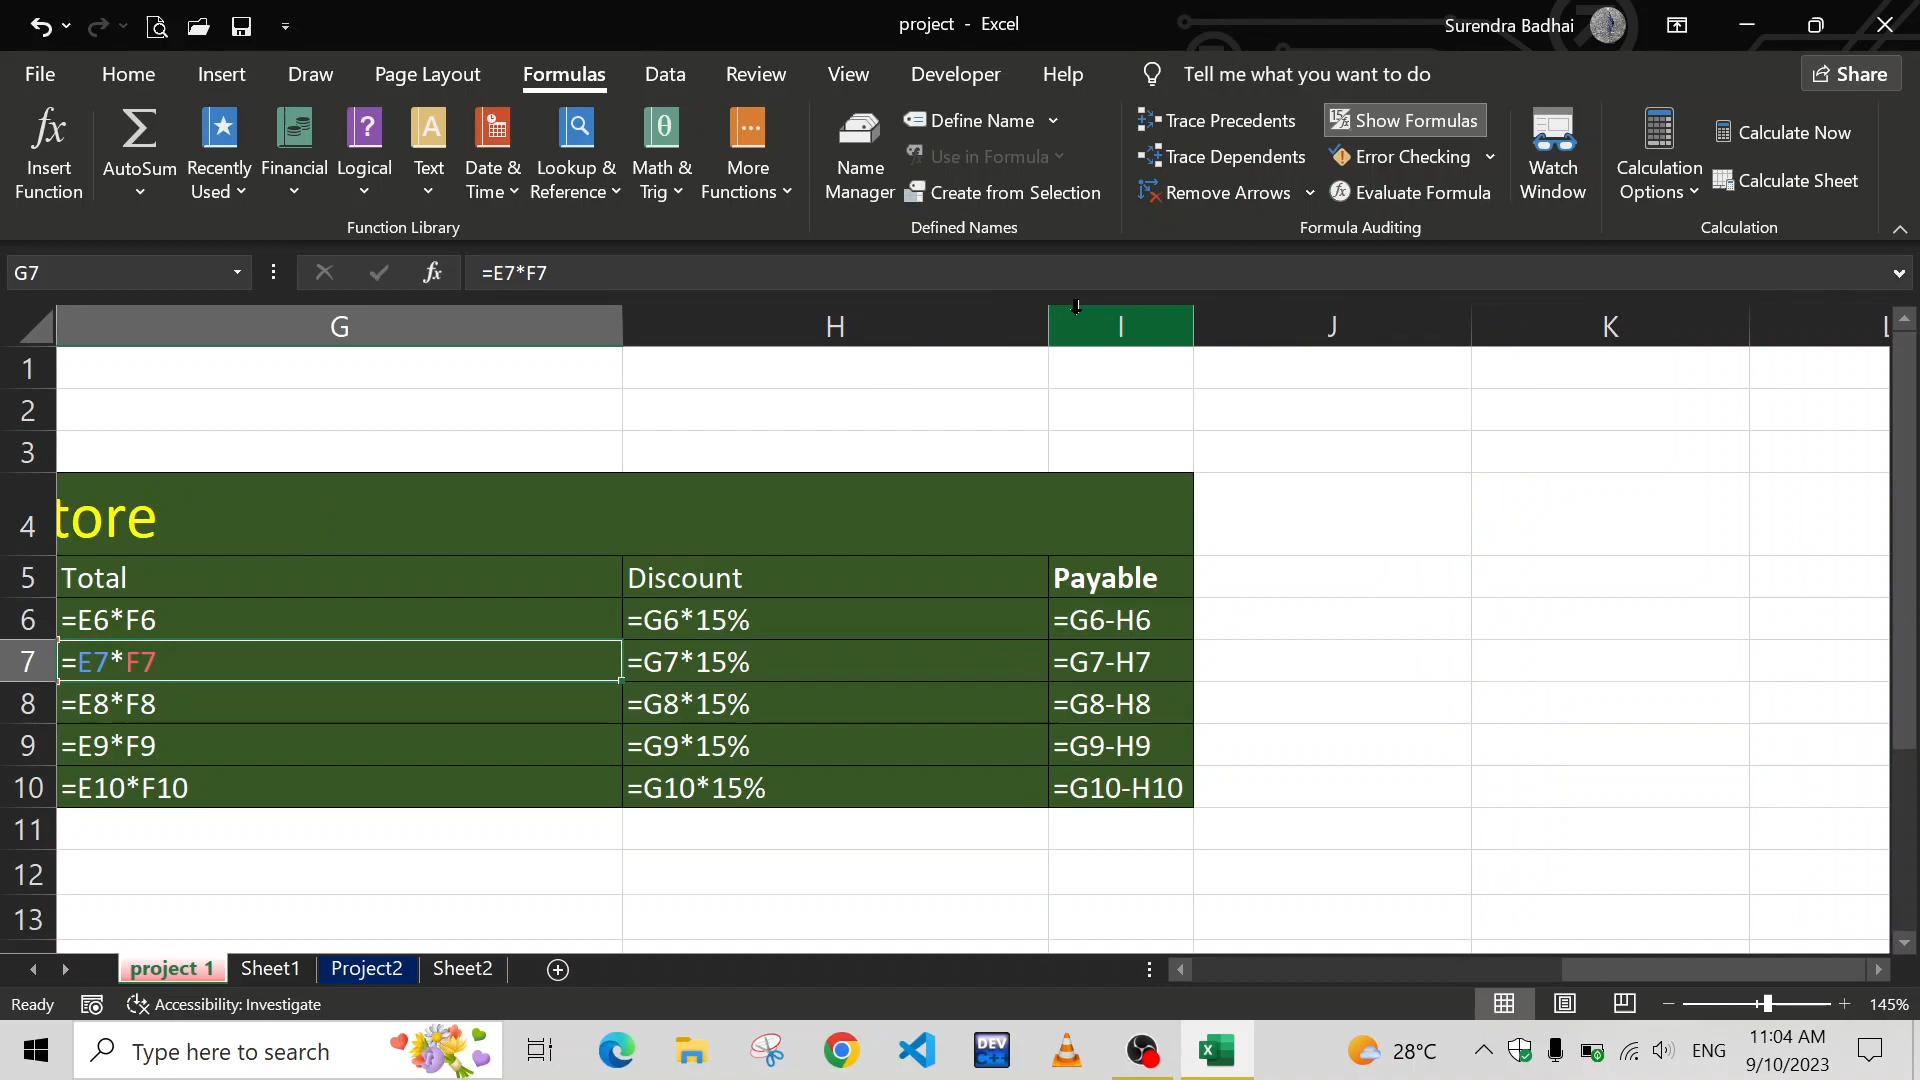 project - Excel
Surendra Badhai
File Home Insert Draw Page Layout Formulas Data Review View Developer Help Tell me what you want to do Share
Insert Function
AutoSum
Recently Used
Financial
Logical
Text
Date & Time
Lookup & Reference
Math & Trig
More Functions
Function Library
Name Manager
Define Name
Use in Formula
Create from Selection
Defined Names
Trace Precedents
Trace Dependents
Remove Arrows
Show Formulas
Error Checking
Evaluate Formula
Formula Auditing
Watch Window
Calculation Options
Calculate Now
Calculate Sheet
Calculation
G7 fx =E7*F7
G H I J K L
1
2
3
4 tore
5 Total Discount Payable
6 =E6*F6 =G6*15% =G6-H6
7 =E7*F7 =G7*15% =G7-H7
8 =E8*F8 =G8*15% =G8-H8
9 =E9*F9 =G9*15% =G9-H9
10 =E10*F10 =G10*15% =G10-H10
11
12
13
project 1 Sheet1 Project2 Sheet2
Ready Accessibility: Investigate 145%
Type here to search
DEV C++
28°C
ENG
11:04 AM
9/10/2023